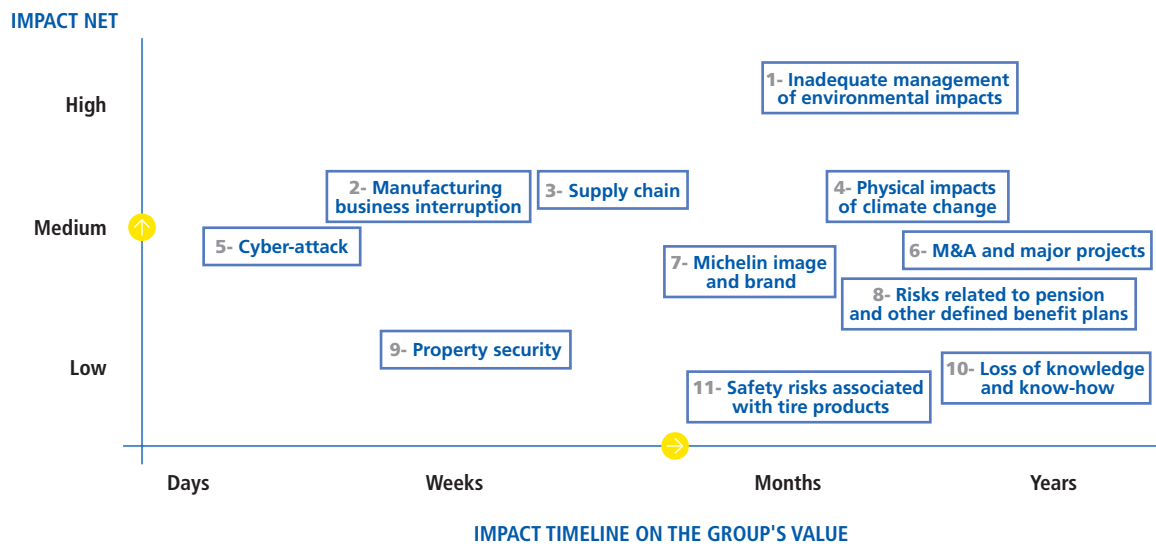 IMPACT NET
High
1- Inadequate management
of environmental impacts
2- Manufacturing
business interruption
3- Supply chain
4- Physical impacts
of climate change
Medium
5- Cyber-attack
6- M&A and major projects
7- Michelin image
and brand
8- Risks related to pension
and other defined benefit plans
9- Property security
Low
10- Loss of knowledge
and know-how
11- Safety risks associated
with tire products
Days
Weeks
Months
Years
IMPACT TIMELINE ON THE GROUP'S VALUE